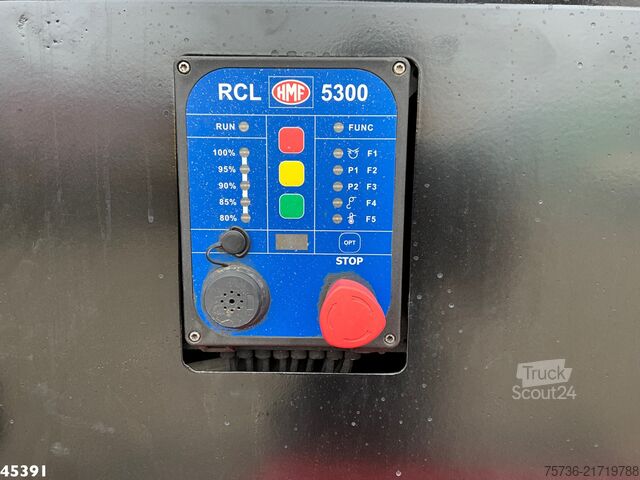 RCL HMF 5300
RUN FUNC
100% F1
95% P1 F2
90% P2 F3
85% F4
80% F5
OPT
STOP
Truck
Scout24
45391
75736-21719788